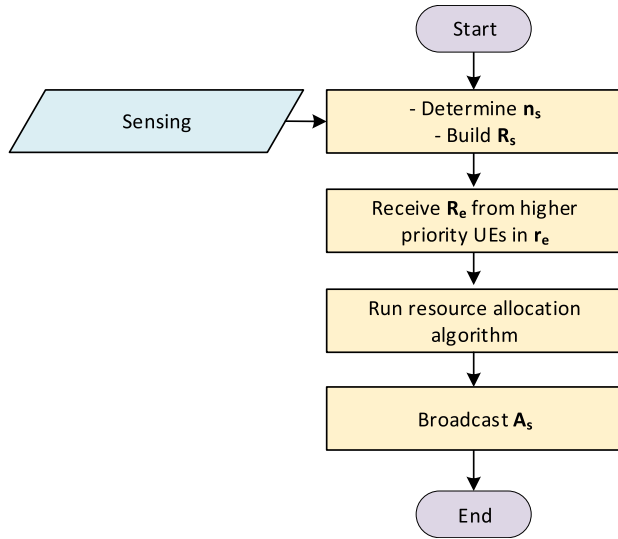 Start
Sensing
- Determine nₛ
- Build Rₛ
Receive Rₑ from higher
priority UEs in rₑ
Run resource allocation
algorithm
Broadcast Aₛ
End